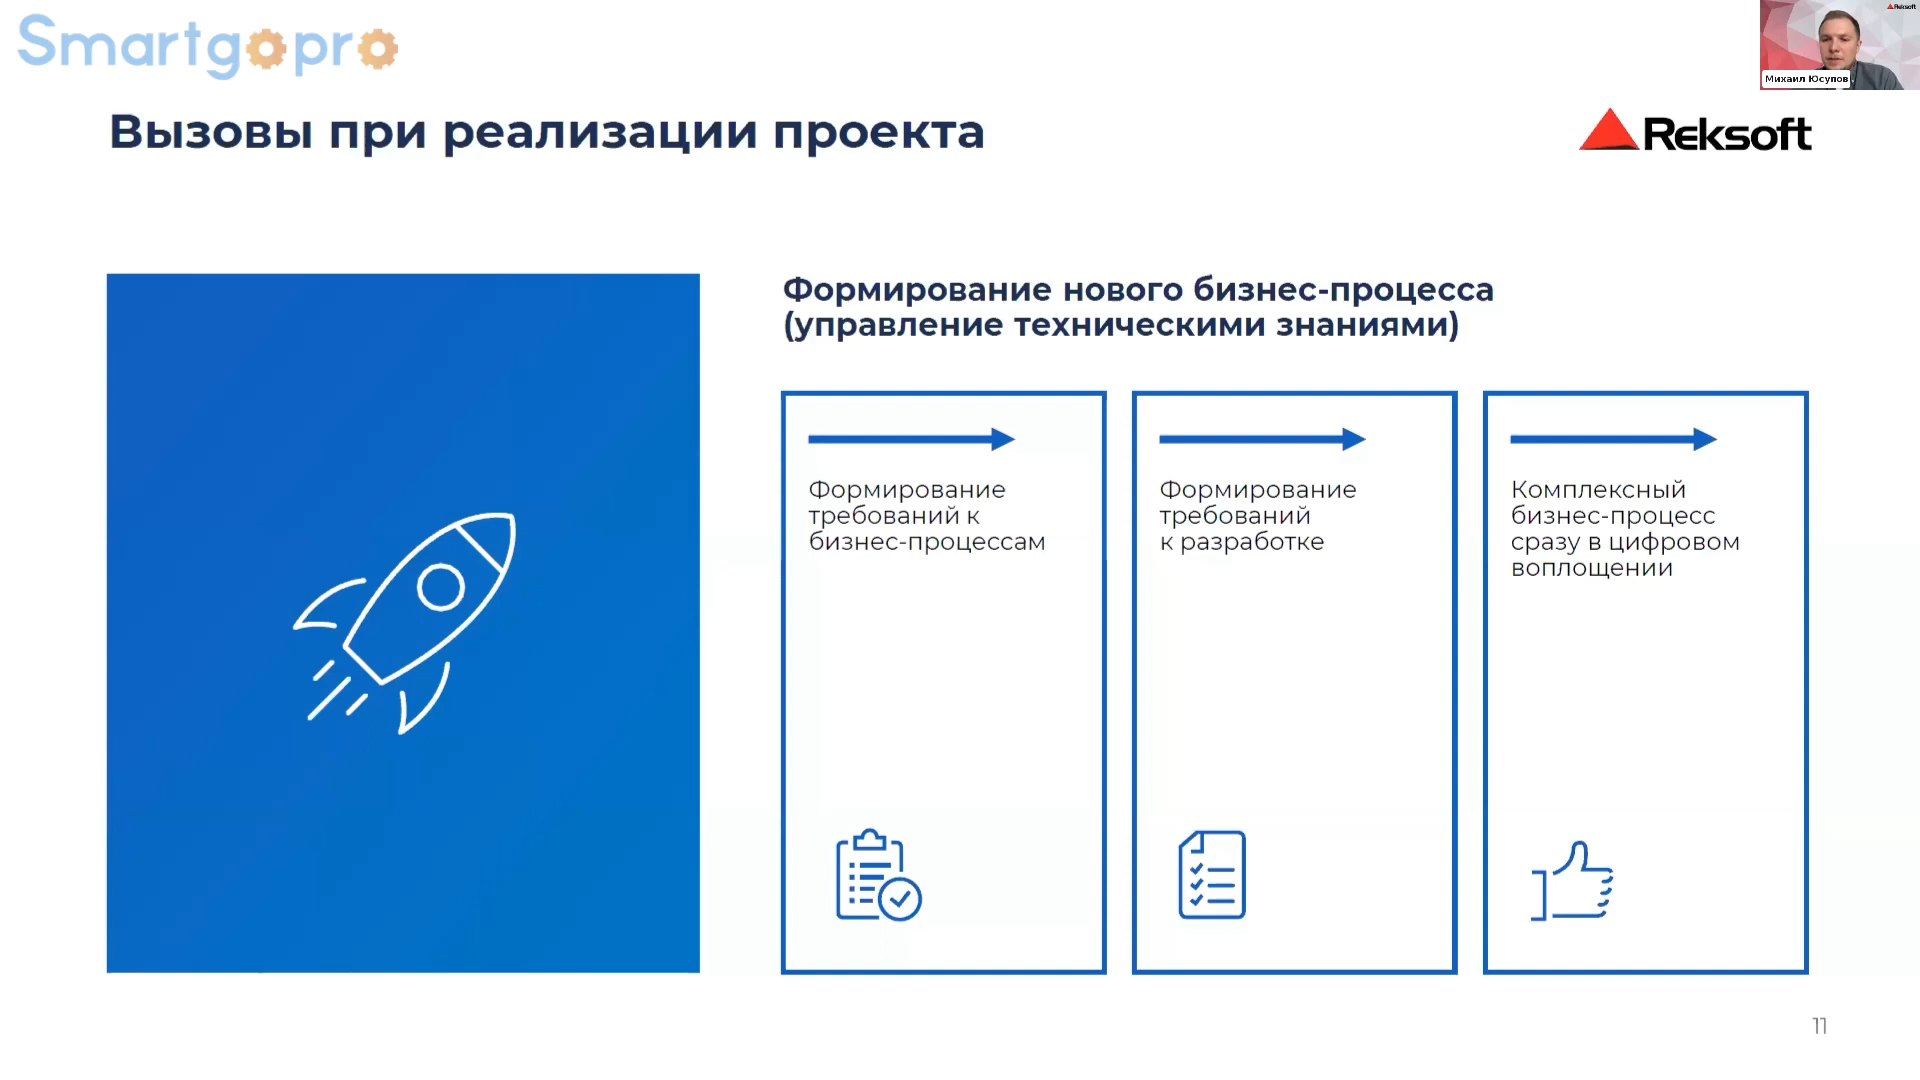 Smartgopro
Reksoft
Михаил Юсупов
Вызовы при реализации проекта
Reksoft
Формирование нового бизнес-процесса
(управление техническими знаниями)
Формирование
требований к
бизнес-процессам
Формирование
требований
к разработке
Комплексный
бизнес-процесс
сразу в цифровом
воплощении
11